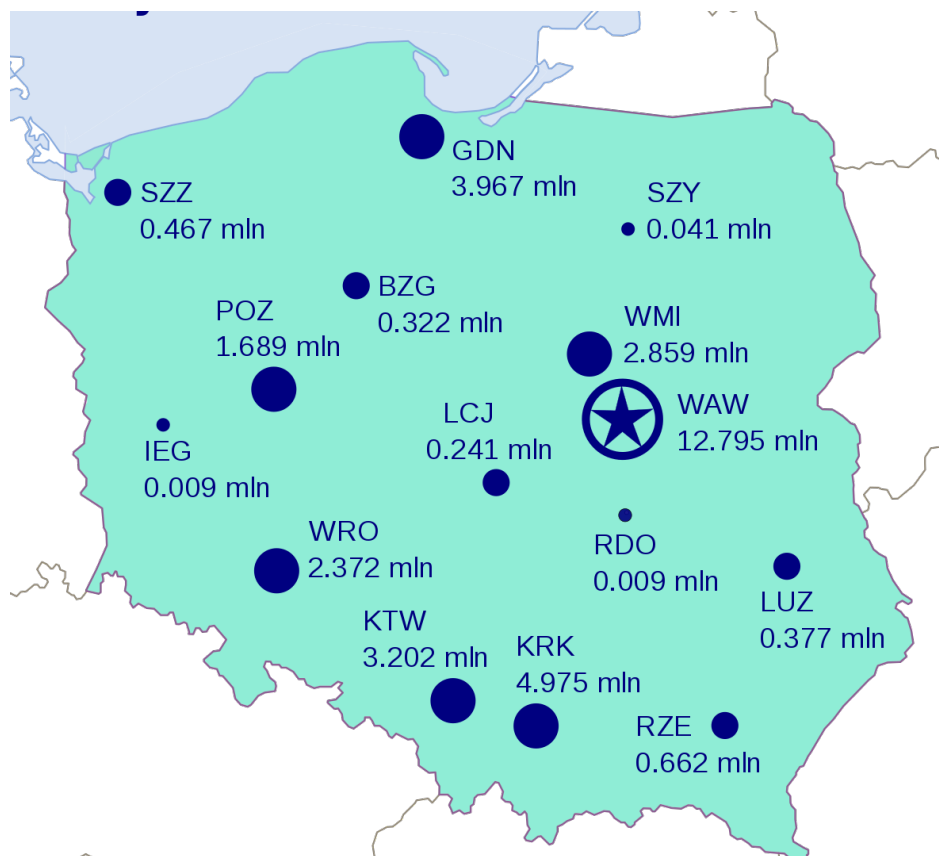 GDN
3.967 mln
SZZ
0.467 mln
SZY
0.041 mln
BZG
0.322 mln
POZ
1.689 mln
WMI
2.859 mln
WAW
12.795 mln
LCJ
0.241 mln
IEG
0.009 mln
WRO
2.372 mln
RDO
0.009 mln
LUZ
0.377 mln
KTW
3.202 mln
KRK
4.975 mln
RZE
0.662 mln